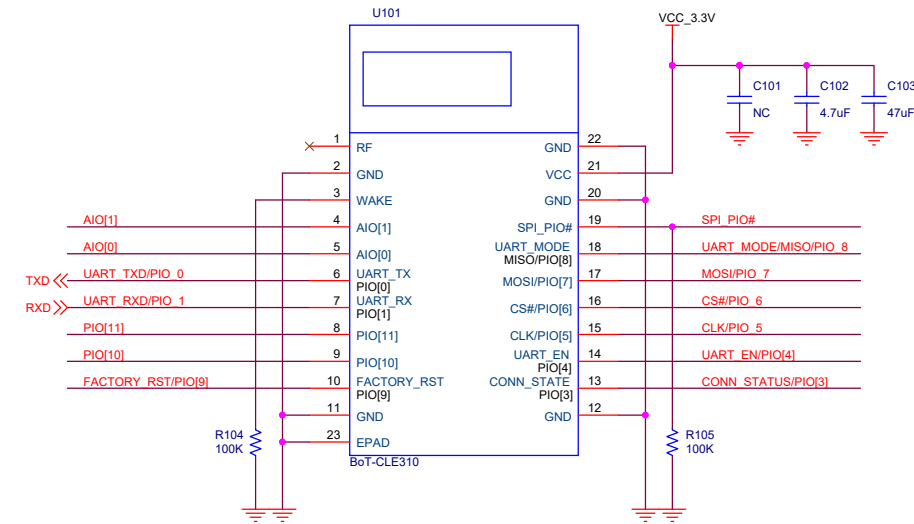 U101
VCC_3.3V
C101
NC
C102
4.7uF
C103
47uF
1
RF
2
GND
3
WAKE
AIO[1]
4
AIO[1]
AIO[0]
5
AIO[0]
TXD
UART_TXD/PIO_0
6
UART_TX
PIO[0]
RXD
UART_RXD/PIO_1
7
UART_RX
PIO[1]
PIO[11]
8
PIO[11]
PIO[10]
9
PIO[10]
FACTORY_RST/PIO[9]
10
FACTORY_RST
PIO[9]
11
GND
23
EPAD
GND
22
VCC
21
GND
20
SPI_PIO#
19
SPI_PIO#
UART_MODE
MISO/PIO[8]
18
UART_MODE/MISO/PIO_8
MOSI/PIO[7]
17
MOSI/PIO_7
CS#/PIO[6]
16
CS#/PIO_6
CLK/PIO[5]
15
CLK/PIO_5
UART_EN
PIO[4]
14
UART_EN/PIO[4]
CONN_STATE
PIO[3]
13
CONN_STATUS/PIO[3]
GND
12
R104
100K
BoT-CLE310
R105
100K